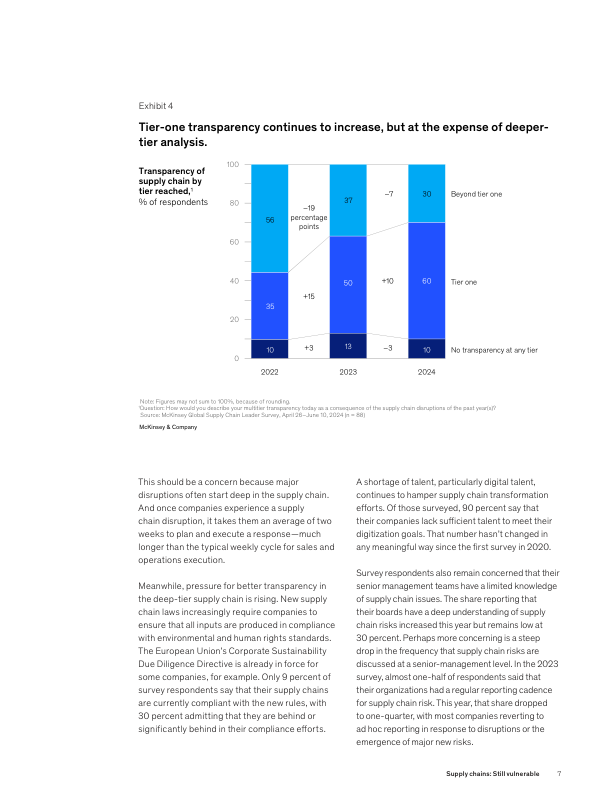 Exhibit 4
Tier-one transparency continues to increase, but at the expense of deeper-
tier analysis.
Transparency of
supply chain by
tier reached,¹
% of respondents
100
80
60
40
20
0
56
35
10
–19
percentage
points
+15
+3
37
50
13
–7
+10
–3
30
60
10
Beyond tier one
Tier one
No transparency at any tier
2022
2023
2024
Note: Figures may not sum to 100%, because of rounding.
¹Question: How would you describe your multitier transparency today as a consequence of the supply chain disruptions of the past year(s)?
Source: McKinsey Global Supply Chain Leader Survey, April 26–June 10, 2024 (n = 88)
McKinsey & Company
This should be a concern because major
disruptions often start deep in the supply chain.
And once companies experience a supply
chain disruption, it takes them an average of two
weeks to plan and execute a response—much
longer than the typical weekly cycle for sales and
operations execution.
Meanwhile, pressure for better transparency in
the deep-tier supply chain is rising. New supply
chain laws increasingly require companies to
ensure that all inputs are produced in compliance
with environmental and human rights standards.
The European Union's Corporate Sustainability
Due Diligence Directive is already in force for
some companies, for example. Only 9 percent of
survey respondents say that their supply chains
are currently compliant with the new rules, with
30 percent admitting that they are behind or
significantly behind in their compliance efforts.
A shortage of talent, particularly digital talent,
continues to hamper supply chain transformation
efforts. Of those surveyed, 90 percent say that
their companies lack sufficient talent to meet their
digitization goals. That number hasn't changed in
any meaningful way since the first survey in 2020.
Survey respondents also remain concerned that their
senior management teams have a limited knowledge
of supply chain issues. The share reporting that
their boards have a deep understanding of supply
chain risks increased this year but remains low at
30 percent. Perhaps more concerning is a steep
drop in the frequency that supply chain risks are
discussed at a senior-management level. In the 2023
survey, almost one-half of respondents said that
their organizations had a regular reporting cadence
for supply chain risk. This year, that share dropped
to one-quarter, with most companies reverting to
ad hoc reporting in response to disruptions or the
emergence of major new risks.
Supply chains: Still vulnerable 7